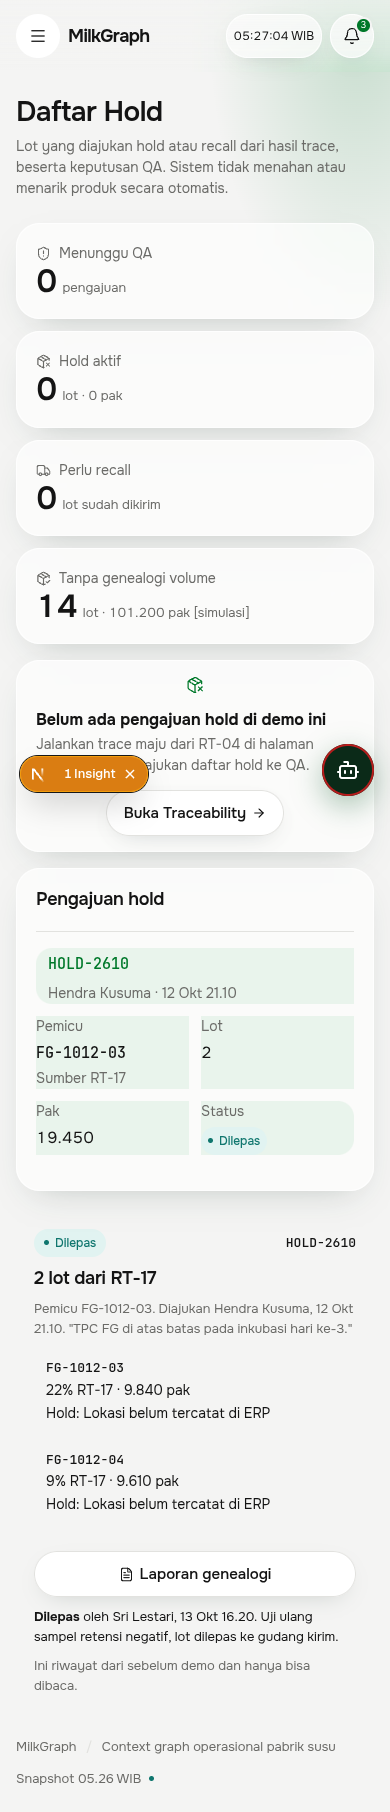 MilkGraph
05:27:04 WIB
3
Daftar Hold
Lot yang diajukan hold atau recall dari hasil trace,
beserta keputusan QA. Sistem tidak menahan atau
menarik produk secara otomatis.
Menunggu QA
0 pengajuan
Hold aktif
0 lot · 0 pak
Perlu recall
0 lot sudah dikirim
Tanpa genealogi volume
14 lot · 101.200 pak [simulasi]
Belum ada pengajuan hold di demo ini
Jalankan trace maju dari RT-04 di halaman
ajukan daftar hold ke QA.
N 1 Insight ×
Buka Traceability →
Pengajuan hold
HOLD-2610
Hendra Kusuma · 12 Okt 21.10
Pemicu
FG-1012-03
Sumber RT-17
Lot
2
Pak
19.450
Status
Dilepas
Dilepas
HOLD-2610
2 lot dari RT-17
Pemicu FG-1012-03. Diajukan Hendra Kusuma, 12 Okt
21.10. "TPC FG di atas batas pada inkubasi hari ke-3."
FG-1012-03
22% RT-17 · 9.840 pak
Hold: Lokasi belum tercatat di ERP
FG-1012-04
9% RT-17 · 9.610 pak
Hold: Lokasi belum tercatat di ERP
Laporan genealogi
Dilepas oleh Sri Lestari, 13 Okt 16.20. Uji ulang
sampel retensi negatif, lot dilepas ke gudang kirim.
Ini riwayat dari sebelum demo dan hanya bisa
dibaca.
MilkGraph / Context graph operasional pabrik susu
Snapshot 05.26 WIB